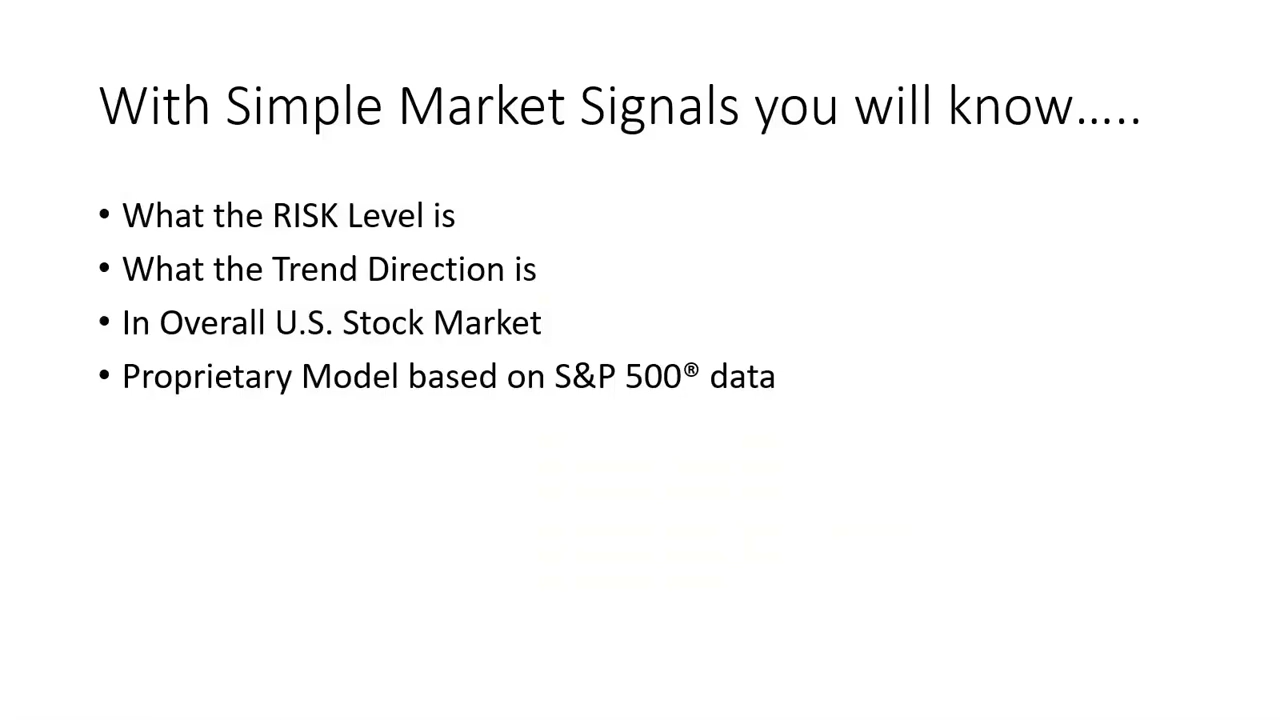 With Simple Market Signals you will know…..
• What the RISK Level is
• What the Trend Direction is
• In Overall U.S. Stock Market
• Proprietary Model based on S&P 500® data